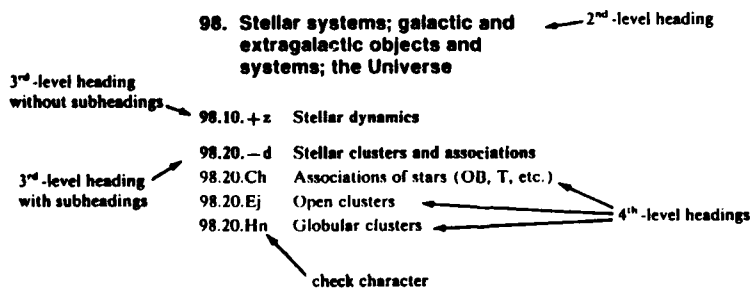 98. Stellar systems; galactic and
extragalactic objects and
systems; the Universe
2nd-level heading
3rd-level heading
without subheadings
98.10.+z Stellar dynamics
98.20.−d Stellar clusters and associations
98.20.Ch Associations of stars (OB, T, etc.)
98.20.Ej Open clusters
98.20.Hn Globular clusters
3rd-level heading
with subheadings
4th-level headings
check character